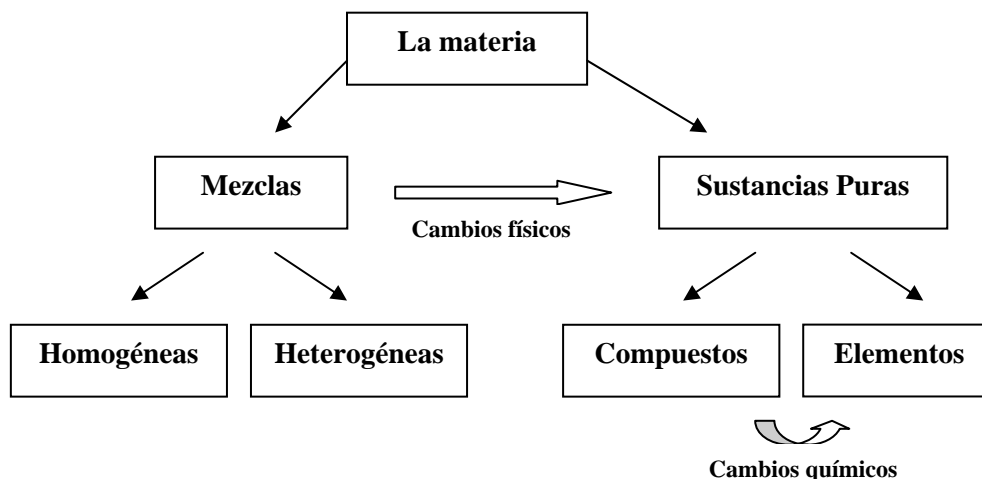 La materia
Mezclas
Sustancias Puras
Cambios físicos
Homogéneas
Heterogéneas
Compuestos
Elementos
Cambios químicos